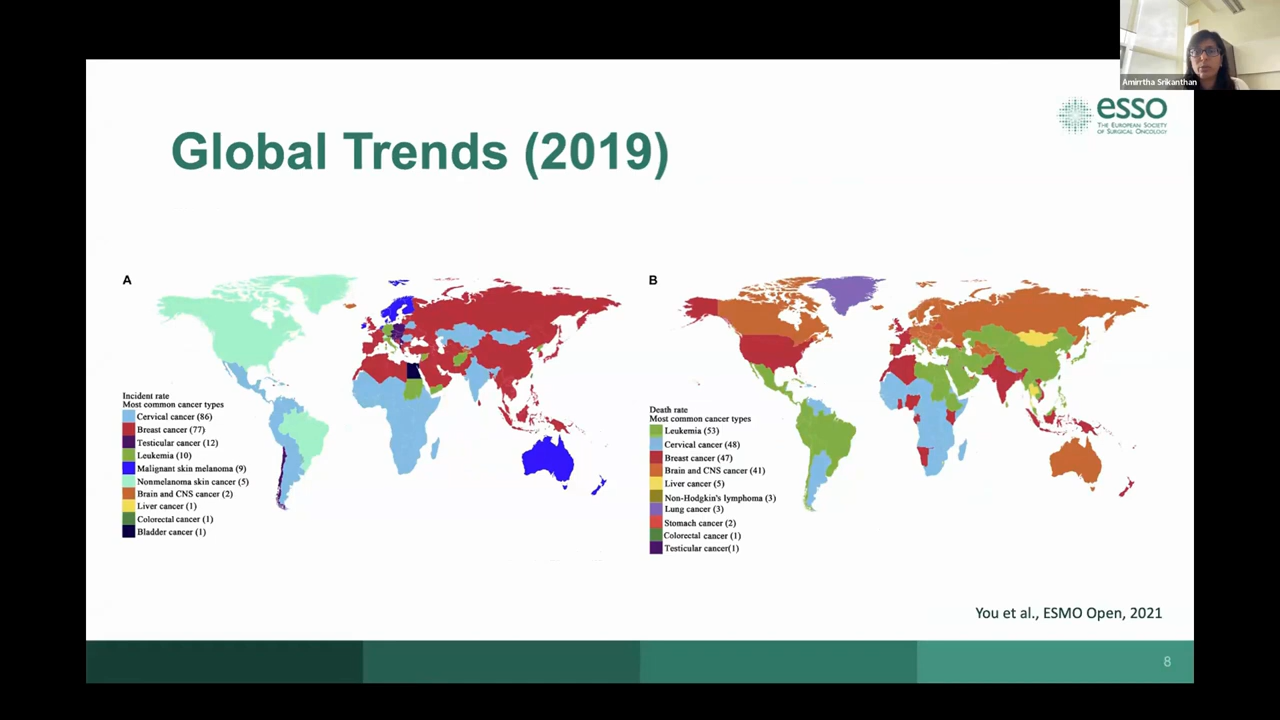 Amirrtha Srikanthan
esso
THE EUROPEAN SOCIETY
OF SURGICAL ONCOLOGY
Global Trends (2019)
A
Incident rate
Most common cancer types
Cervical cancer (86)
Breast cancer (77)
Testicular cancer (12)
Leukemia (10)
Malignant skin melanoma (9)
Nonmelanoma skin cancer (5)
Brain and CNS cancer (2)
Liver cancer (1)
Colorectal cancer (1)
Bladder cancer (1)
B
Death rate
Most common cancer types
Leukemia (53)
Cervical cancer (48)
Breast cancer (47)
Brain and CNS cancer (41)
Liver cancer (5)
Non-Hodgkin's lymphoma (3)
Lung cancer (3)
Stomach cancer (2)
Colorectal cancer (1)
Testicular cancer(1)
You et al., ESMO Open, 2021
8